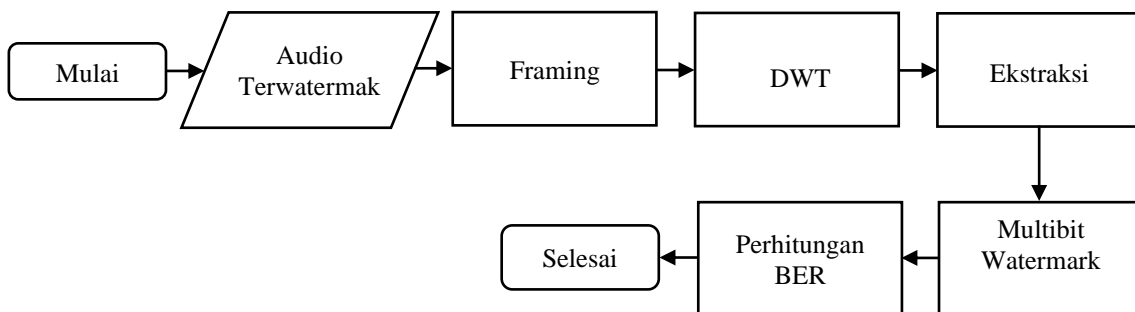 Mulai
Audio
Terwatermak
Framing
DWT
Ekstraksi
Multibit
Watermark
Perhitungan
BER
Selesai